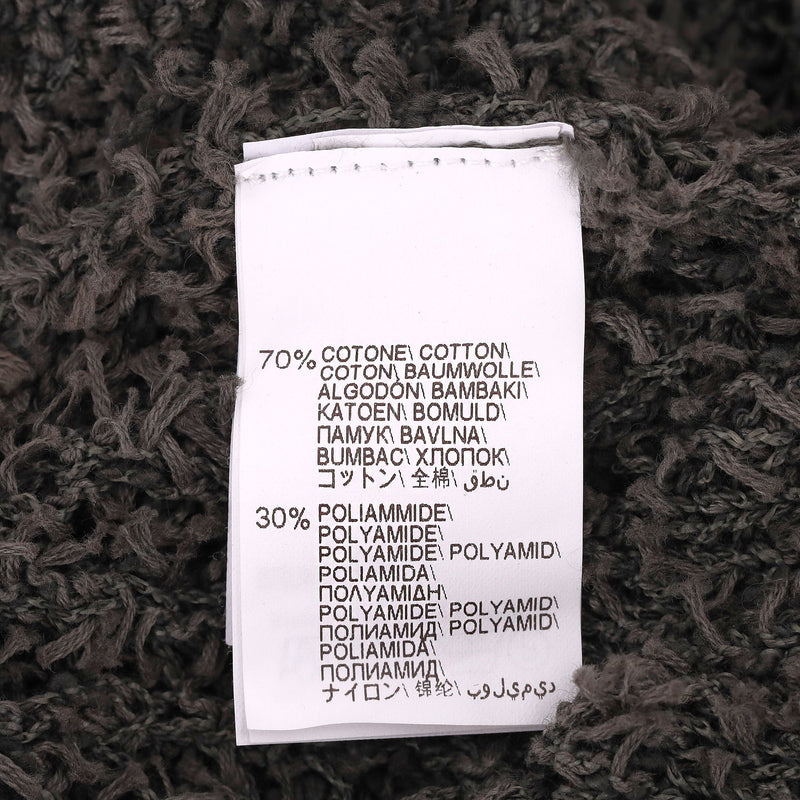 70% COTONE\ COTTON\
COTON\ BAUMWOLLE\
ALGODÓN\ BAMBAKI\
KATOEN\ BOMULD\
ПАМУК\ BAVLNA\
BUMBAC\ ХЛОПОК\
コットン\ 全棉\ قطن\
30% POLIAMMIDE\
POLYAMIDE\
POLYAMIDE\ POLYAMID\
POLIAMIDA\
ΠΟΛΥΑΜΙΔΗ\
POLYAMIDE\ POLYAMID\
ПОЛИАМИД\ POLYAMID\
POLIAMIDA\
ПОЛИАМИД\
ナイロン\ 锦纶\ بوليميد\